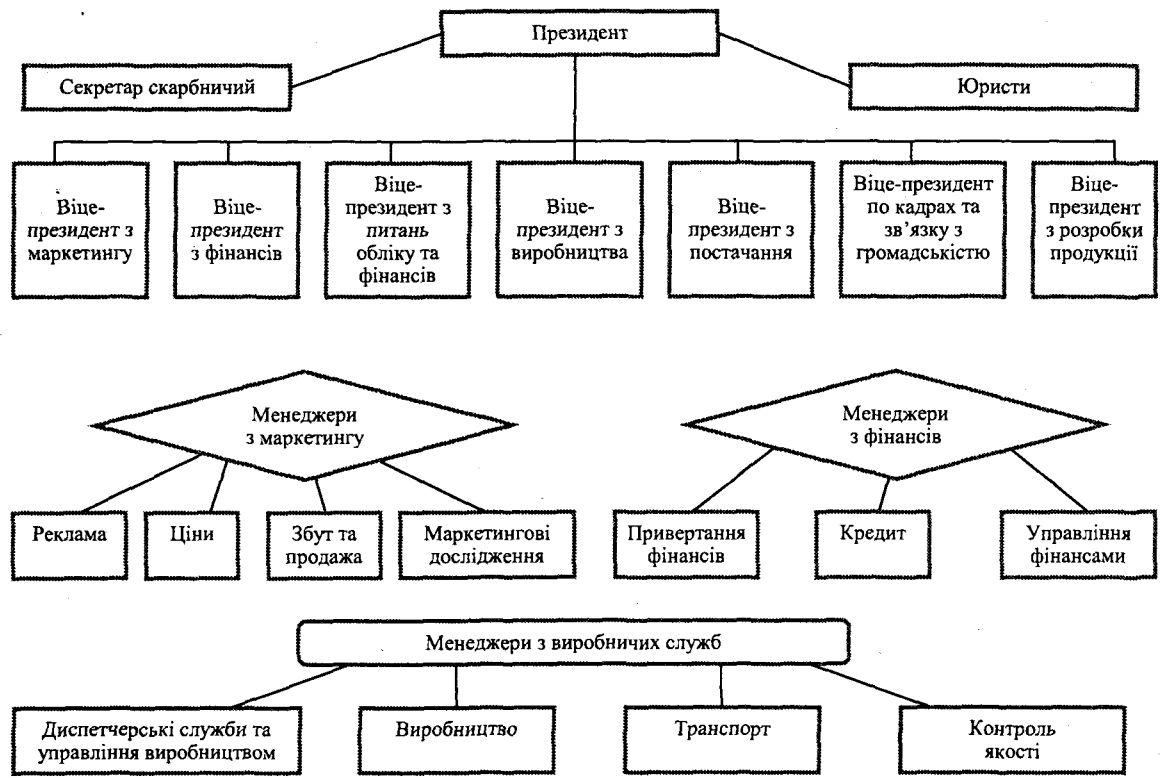 Президент
Секретар скарбничий
Юристи
Віце-
президент з
маркетингу
Віце-
президент
з фінансів
Віце-
президент з
питань
обліку та
фінансів
Віце-
президент з
виробництва
Віце-
президент з
постачання
Віце-президент
по кадрах та
зв’язку з
громадськістю
Віце-
президент
з розробки
продукції
Менеджери
з маркетингу
Менеджери
з фінансів
Реклама
Ціни
Збут та
продажа
Маркетингові
дослідження
Привертання
фінансів
Кредит
Управління
фінансами
Менеджери з виробничих служб
Диспетчерські служби та
управління виробництвом
Виробництво
Транспорт
Контроль
якості